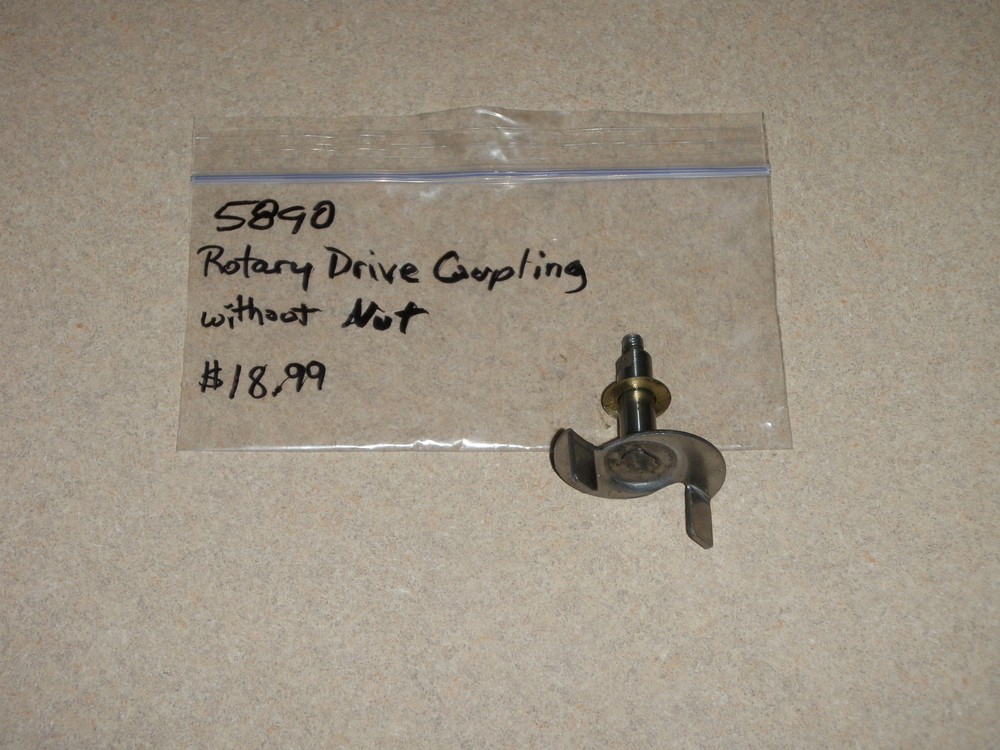 5890
Rotary Drive Coupling
without Nut
$18.99